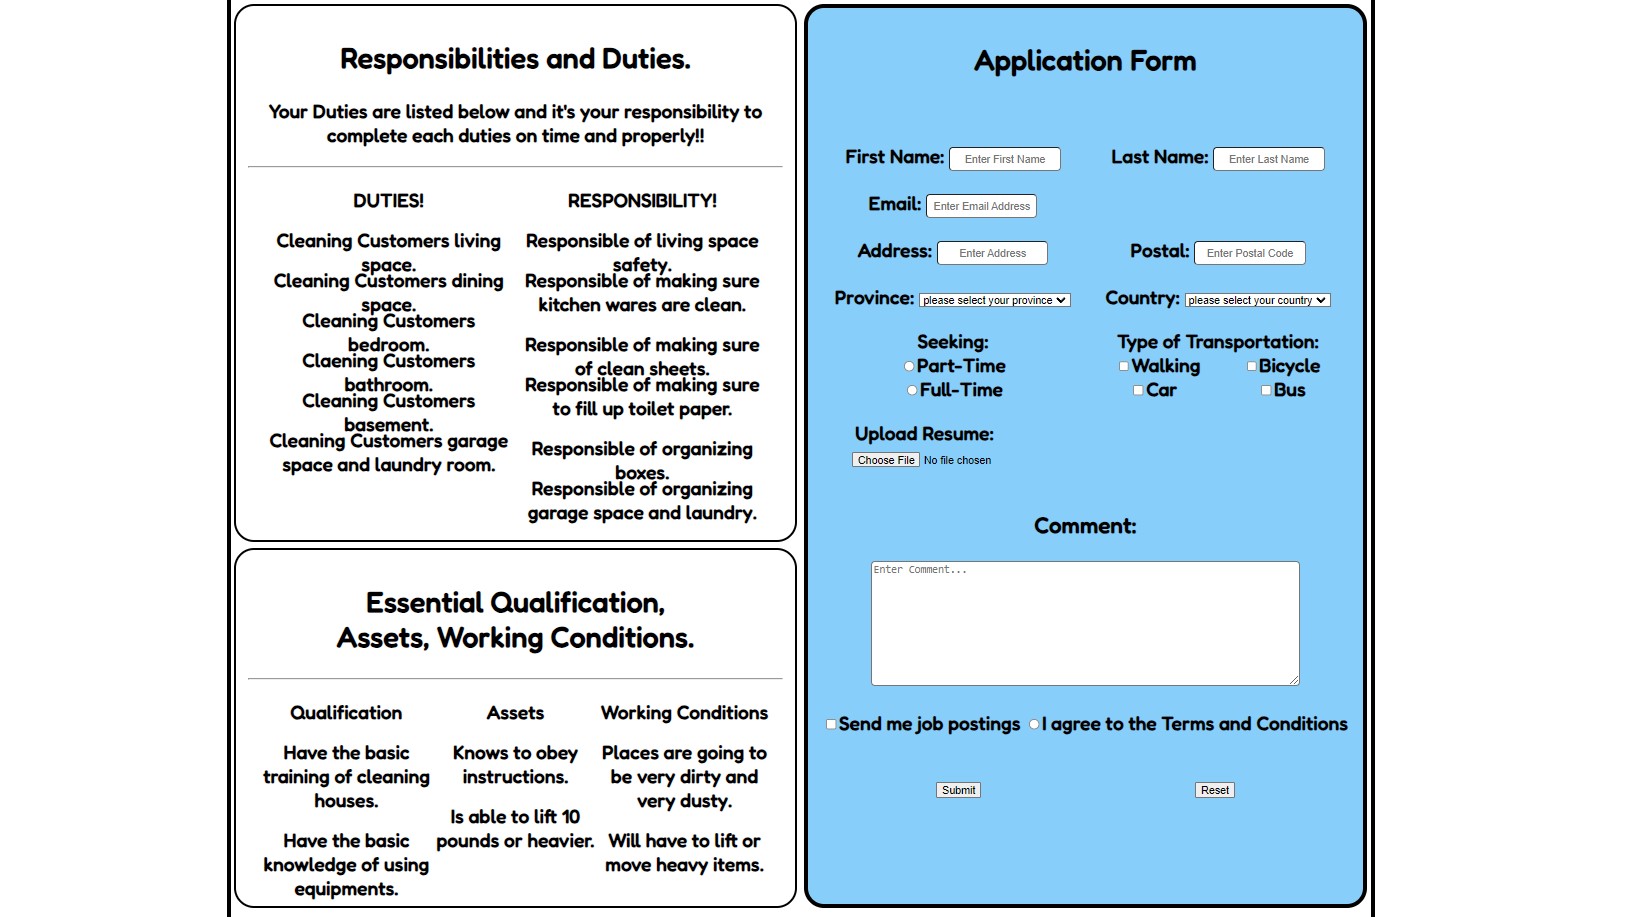 Responsibilities and Duties.
Your Duties are listed below and it's your responsibility to
complete each duties on time and properly!!
DUTIES!
Cleaning Customers living
space.
Cleaning Customers dining
space.
Cleaning Customers
bedroom.
Claening Customers
bathroom.
Cleaning Customers
basement.
Cleaning Customers garage
space and laundry room.
RESPONSIBILITY!
Responsible of living space
safety.
Responsible of making sure
kitchen wares are clean.
Responsible of making sure
of clean sheets.
Responsible of making sure
to fill up toilet paper.
Responsible of organizing
boxes.
Responsible of organizing
garage space and laundry.
Essential Qualification,
Assets, Working Conditions.
Qualification
Have the basic
training of cleaning
houses.
Have the basic
knowledge of using
equipments.
Assets
Knows to obey
instructions.
Is able to lift 10
pounds or heavier.
Working Conditions
Places are going to
be very dirty and
very dusty.
Will have to lift or
move heavy items.
Application Form
First Name: Enter First Name
Last Name: Enter Last Name
Email: Enter Email Address
Address: Enter Address
Postal: Enter Postal Code
Province: please select your province
Country: please select your country
Seeking:
Part-Time
Full-Time
Type of Transportation:
Walking Bicycle
Car Bus
Upload Resume:
Choose File No file chosen
Comment:
Enter Comment...
Send me job postings I agree to the Terms and Conditions
Submit Reset